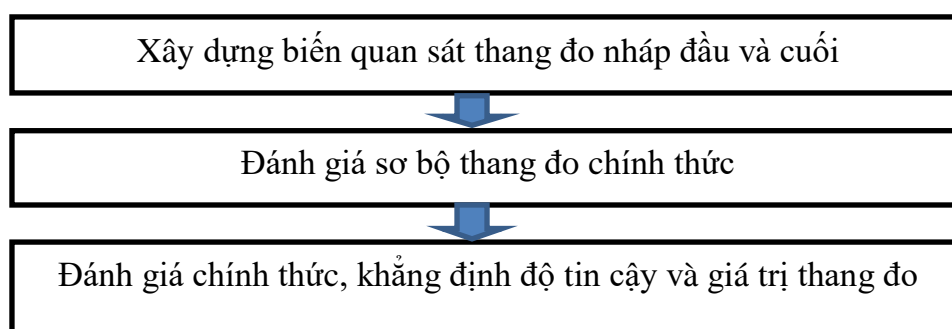 Xây dựng biến quan sát thang đo nháp đầu và cuối
Đánh giá sơ bộ thang đo chính thức
Đánh giá chính thức, khẳng định độ tin cậy và giá trị thang đo